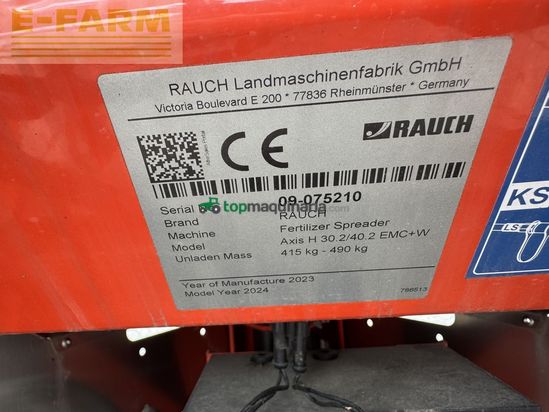 E-FARM
RAUCH Landmaschinenfabrik GmbH
Victoria Boulevard E 200 * 77836 Rheinmünster * Germany
CE
RAUCH
Serial 09-075210
Brand RAUCH
Machine Fertilizer Spreader
Model Axis H 30.2/40.2 EMC+W
Unladen Mass 415 kg - 490 kg
Year of Manufacture 2023
Model Year 2024
786513
topmaquinaria.com
KS
LSE